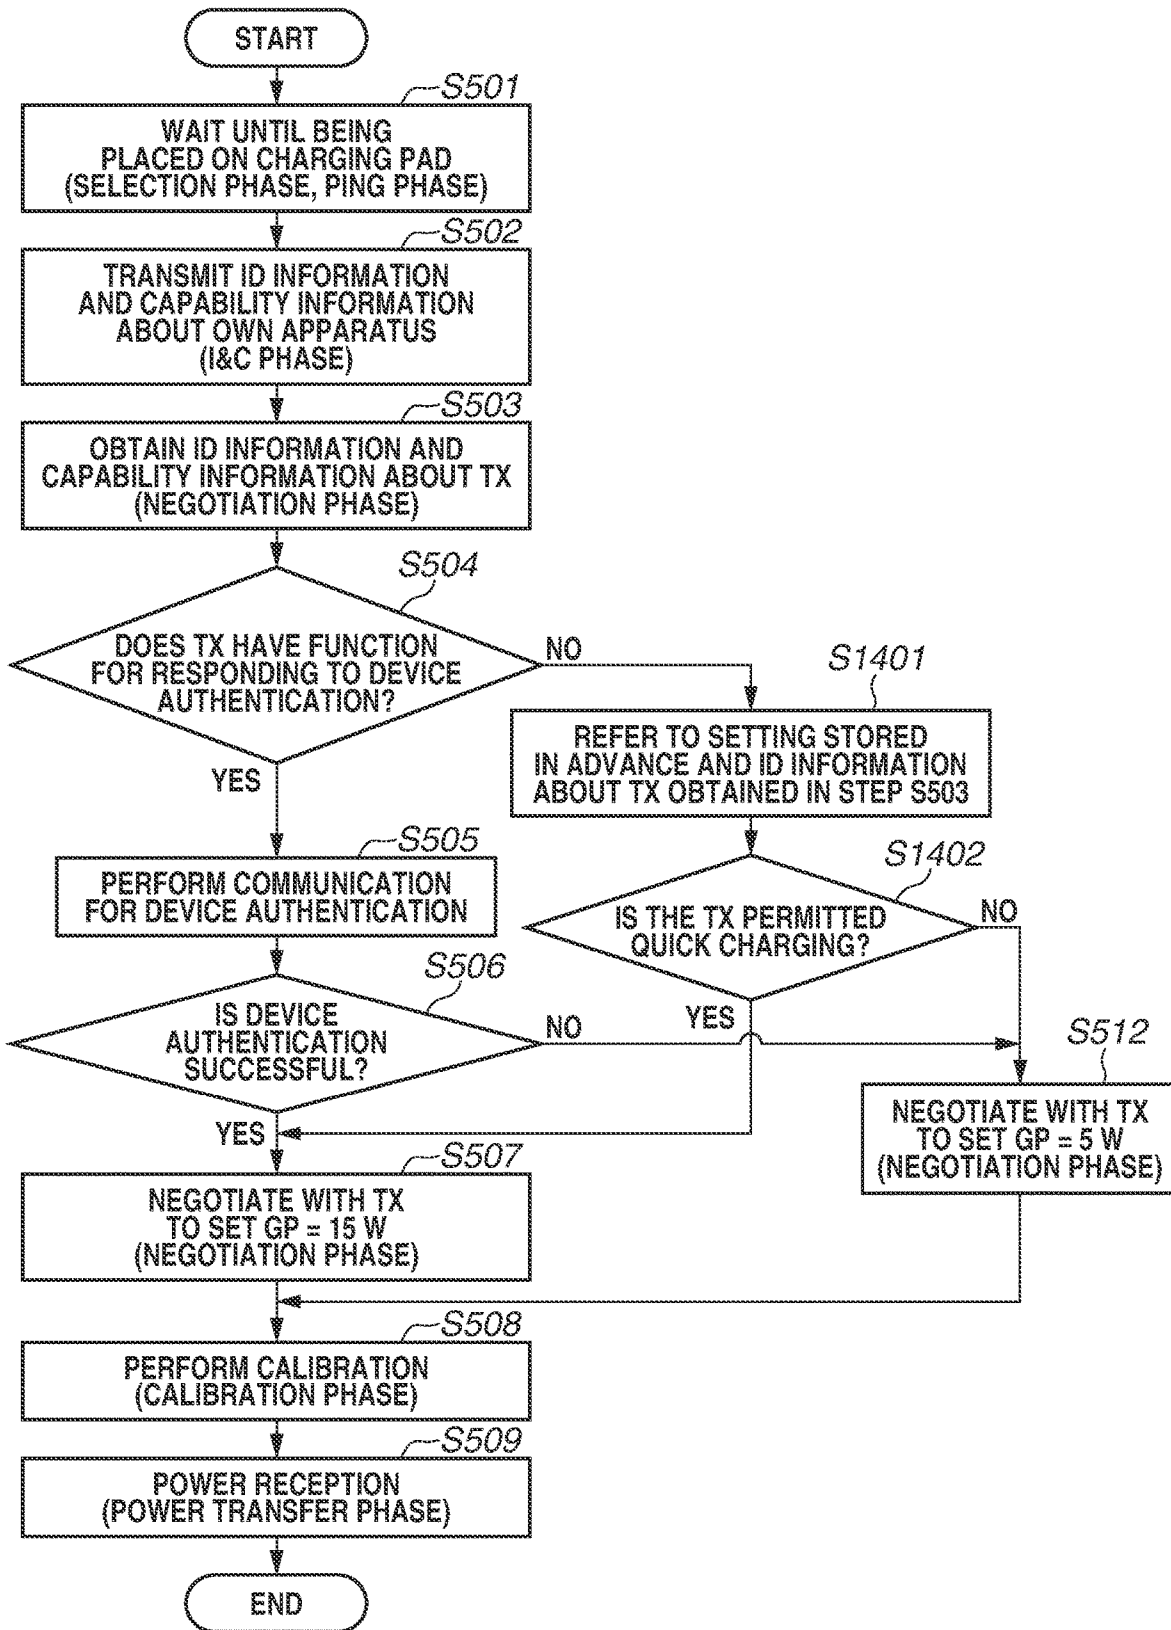 START
S501
WAIT UNTIL BEING
PLACED ON CHARGING PAD
(SELECTION PHASE, PING PHASE)
S502
TRANSMIT ID INFORMATION
AND CAPABILITY INFORMATION
ABOUT OWN APPARATUS
(I&C PHASE)
S503
OBTAIN ID INFORMATION AND
CAPABILITY INFORMATION ABOUT TX
(NEGOTIATION PHASE)
S504
DOES TX HAVE FUNCTION
FOR RESPONDING TO DEVICE
AUTHENTICATION?
NO
YES
S1401
REFER TO SETTING STORED
IN ADVANCE AND ID INFORMATION
ABOUT TX OBTAINED IN STEP S503
S505
PERFORM COMMUNICATION
FOR DEVICE AUTHENTICATION
S1402
IS THE TX PERMITTED
QUICK CHARGING?
NO
YES
S506
IS DEVICE
AUTHENTICATION
SUCCESSFUL?
NO
YES
S512
NEGOTIATE WITH TX
TO SET GP = 5 W
(NEGOTIATION PHASE)
S507
NEGOTIATE WITH TX
TO SET GP = 15 W
(NEGOTIATION PHASE)
S508
PERFORM CALIBRATION
(CALIBRATION PHASE)
S509
POWER RECEPTION
(POWER TRANSFER PHASE)
END